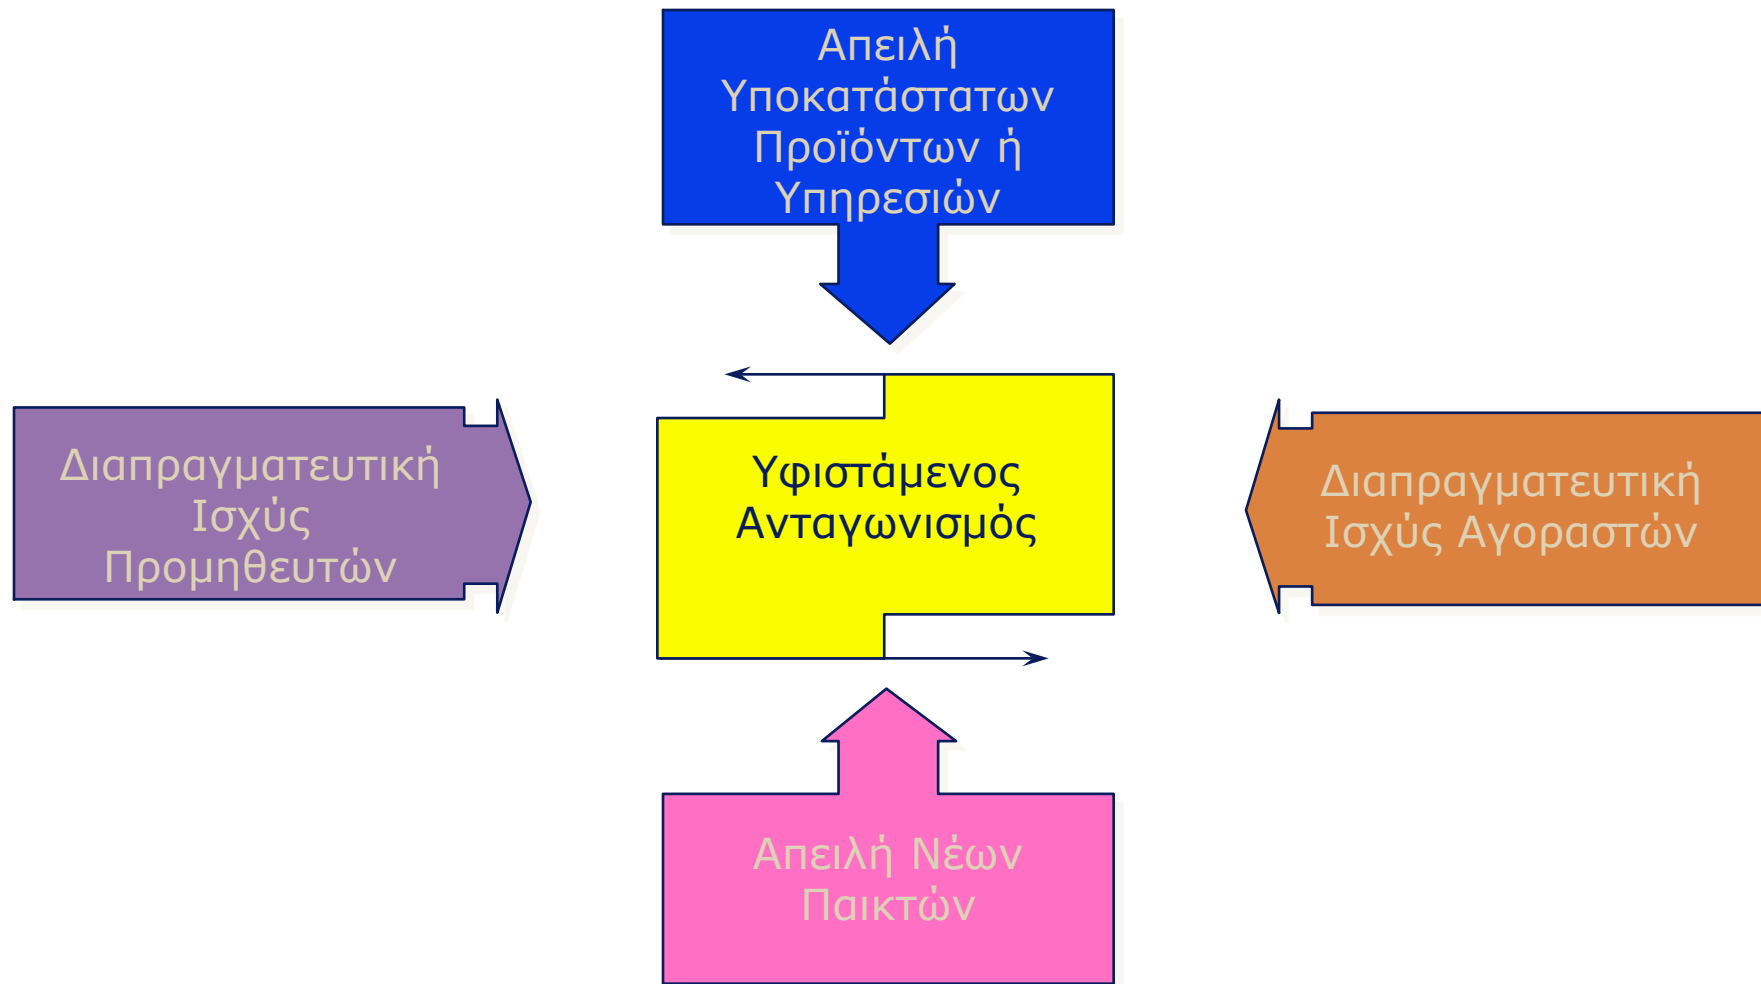 Απειλή
Υποκατάστατων
Προϊόντων ή
Υπηρεσιών
Διαπραγματευτική
Ισχύς
Προμηθευτών
Υφιστάμενος
Ανταγωνισμός
Διαπραγματευτική
Ισχύς Αγοραστών
Απειλή Νέων
Παικτών